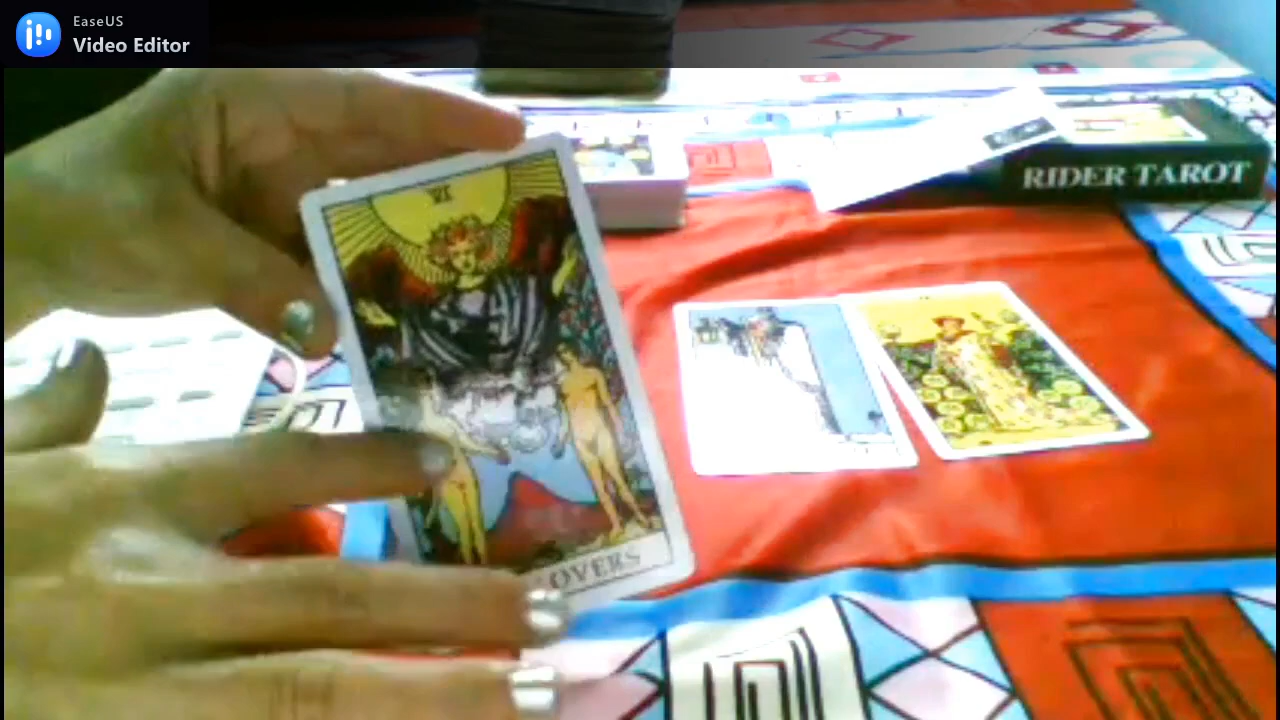 EaseUS
Video Editor
VI
RIDER TAROT
OVERS